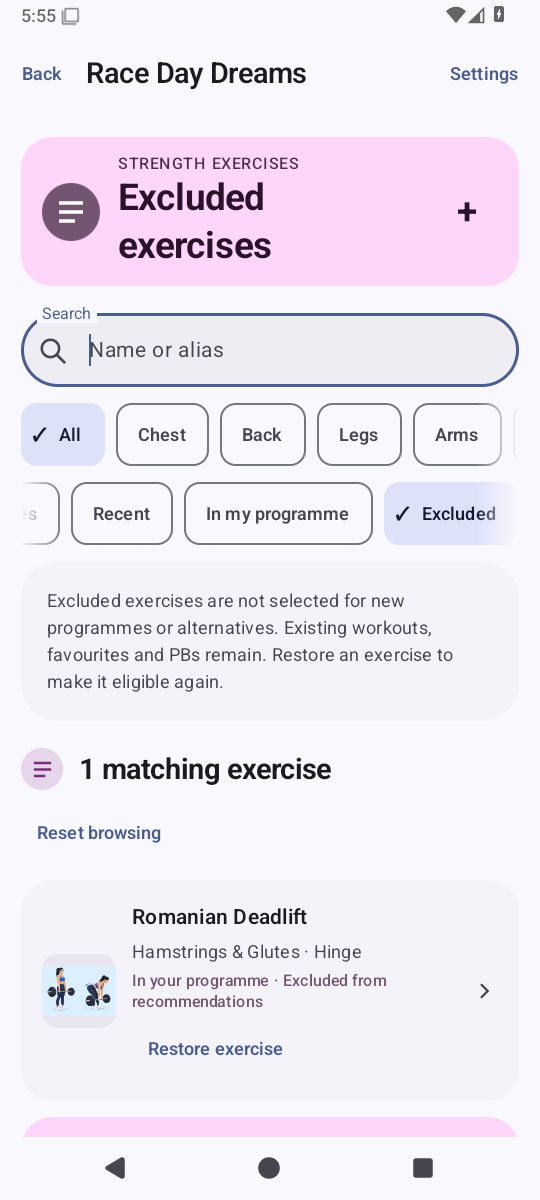 5:55
Back Race Day Dreams Settings
STRENGTH EXERCISES
Excluded
exercises
+
Search
Name or alias
✓ All Chest Back Legs Arms
es Recent In my programme ✓ Excluded
Excluded exercises are not selected for new
programmes or alternatives. Existing workouts,
favourites and PBs remain. Restore an exercise to
make it eligible again.
1 matching exercise
Reset browsing
Romanian Deadlift
Hamstrings & Glutes · Hinge
In your programme · Excluded from
recommendations
Restore exercise